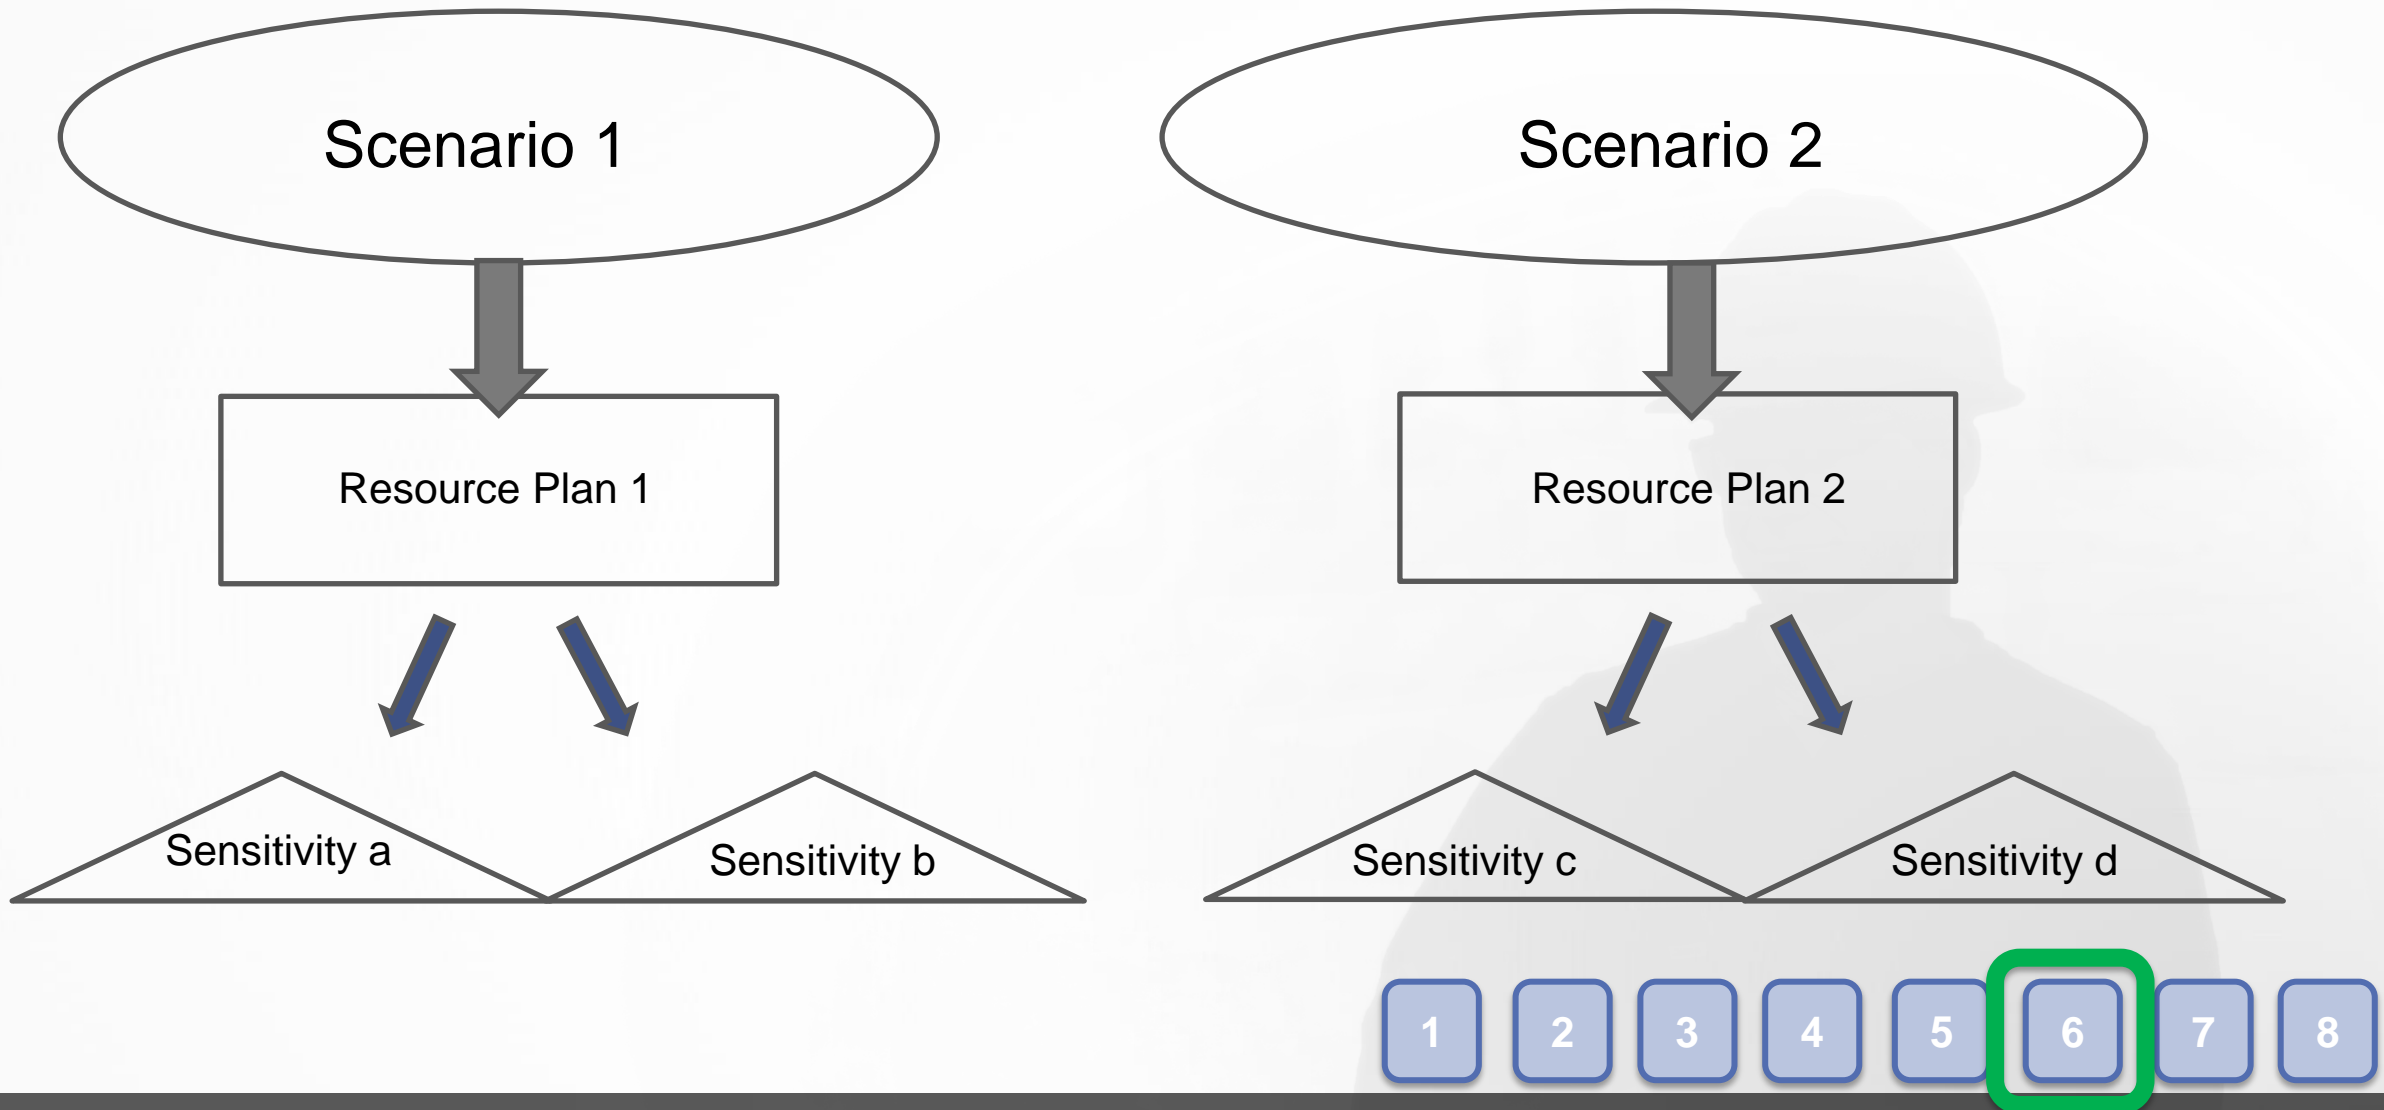 Scenario 1
Scenario 2
Resource Plan 1
Resource Plan 2
Sensitivity a
Sensitivity b
Sensitivity c
Sensitivity d
1 2 3 4 5 6 7 8